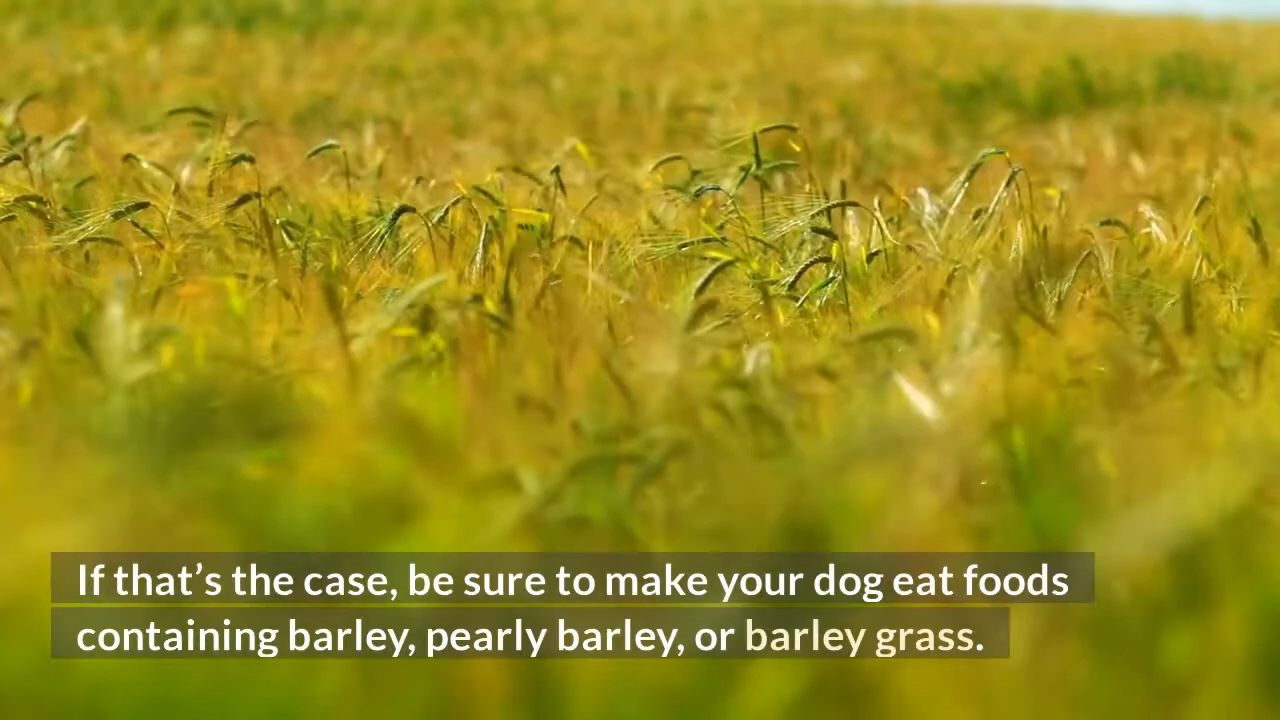 If that’s the case, be sure to make your dog eat foods
containing barley, pearly barley, or barley grass.